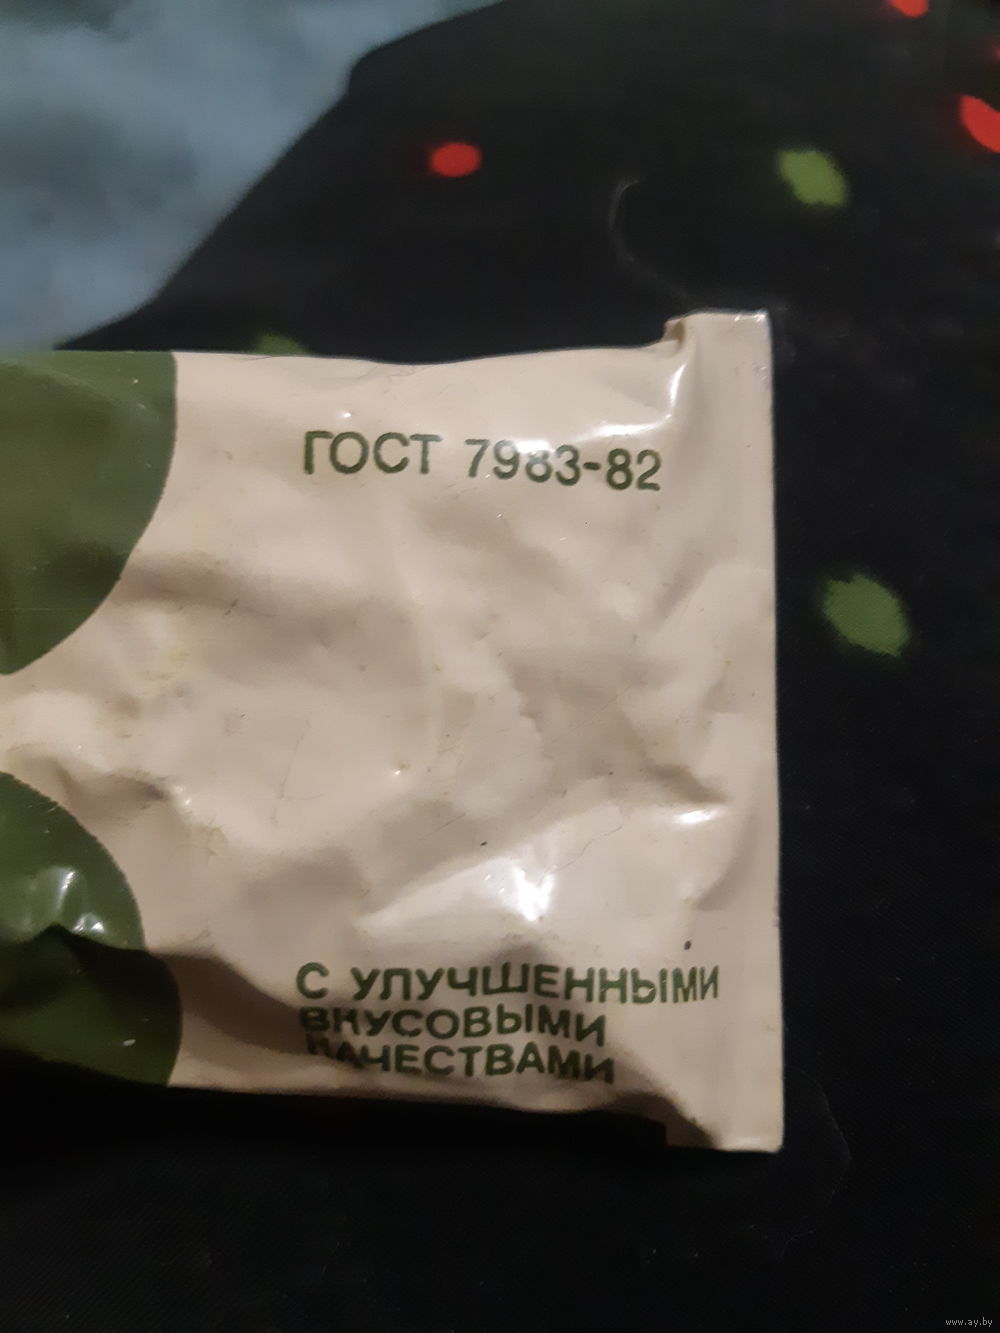 ГОСТ 7983-82
С УЛУЧШЕННЫМИ
ВКУСОВЫМИ
КАЧЕСТВАМИ
www.ay.by